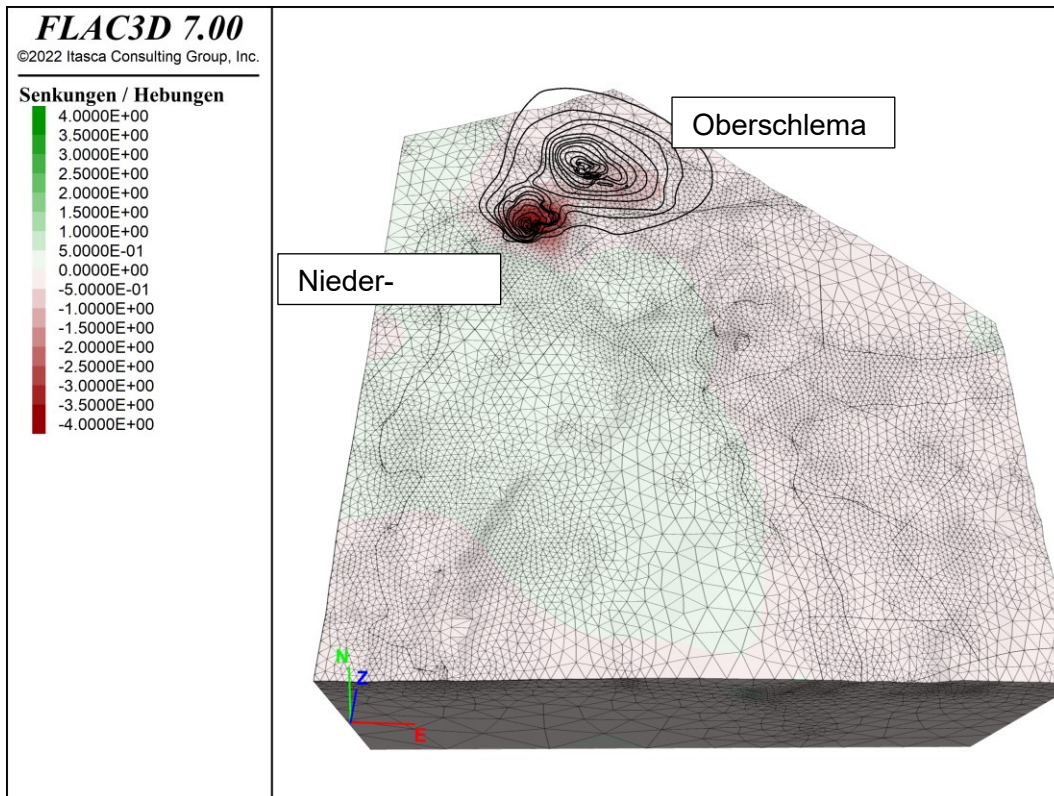 FLAC3D 7.00
©2022 Itasca Consulting Group, Inc.
Senkungen / Hebungen
4.0000E+00
3.5000E+00
3.0000E+00
2.5000E+00
2.0000E+00
1.5000E+00
1.0000E+00
5.0000E-01
0.0000E+00
-5.0000E-01
-1.0000E+00
-1.5000E+00
-2.0000E+00
-2.5000E+00
-3.0000E+00
-3.5000E+00
-4.0000E+00
Oberschlema
Nieder-
N
Z
E